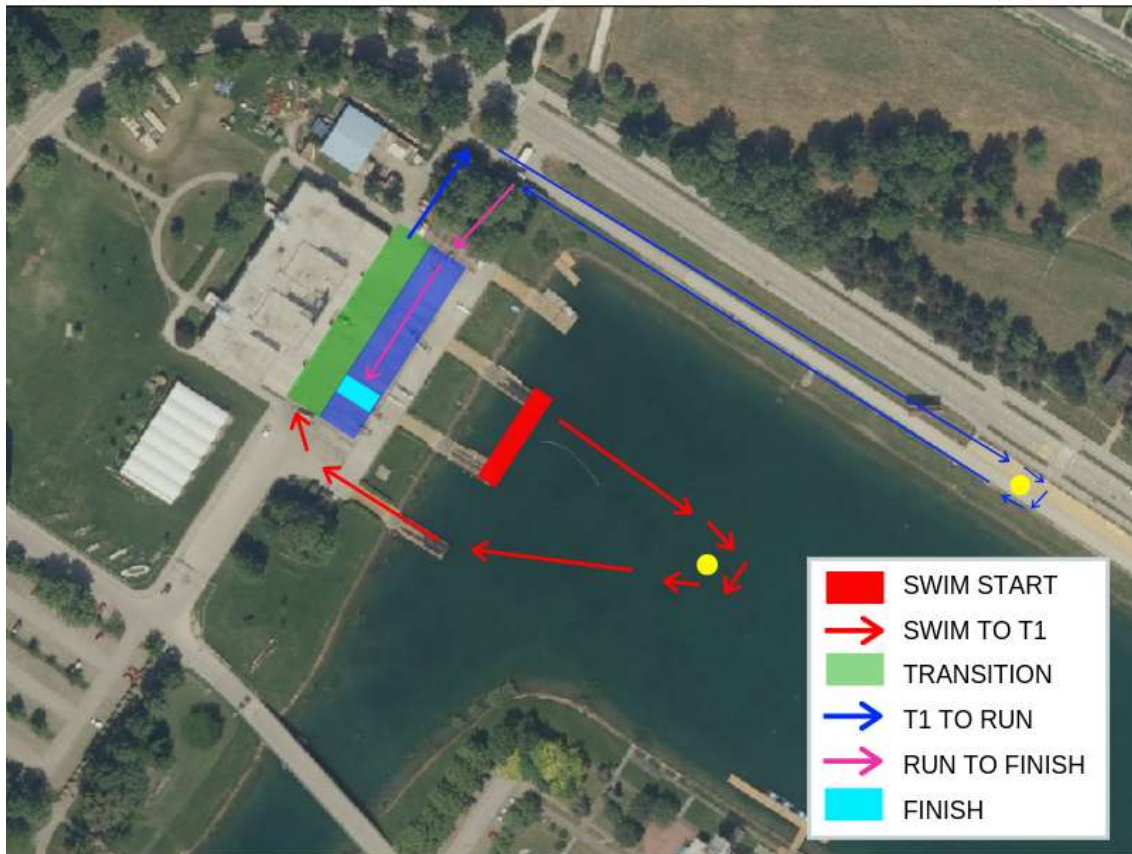 SWIM START
SWIM TO T1
TRANSITION
T1 TO RUN
RUN TO FINISH
FINISH